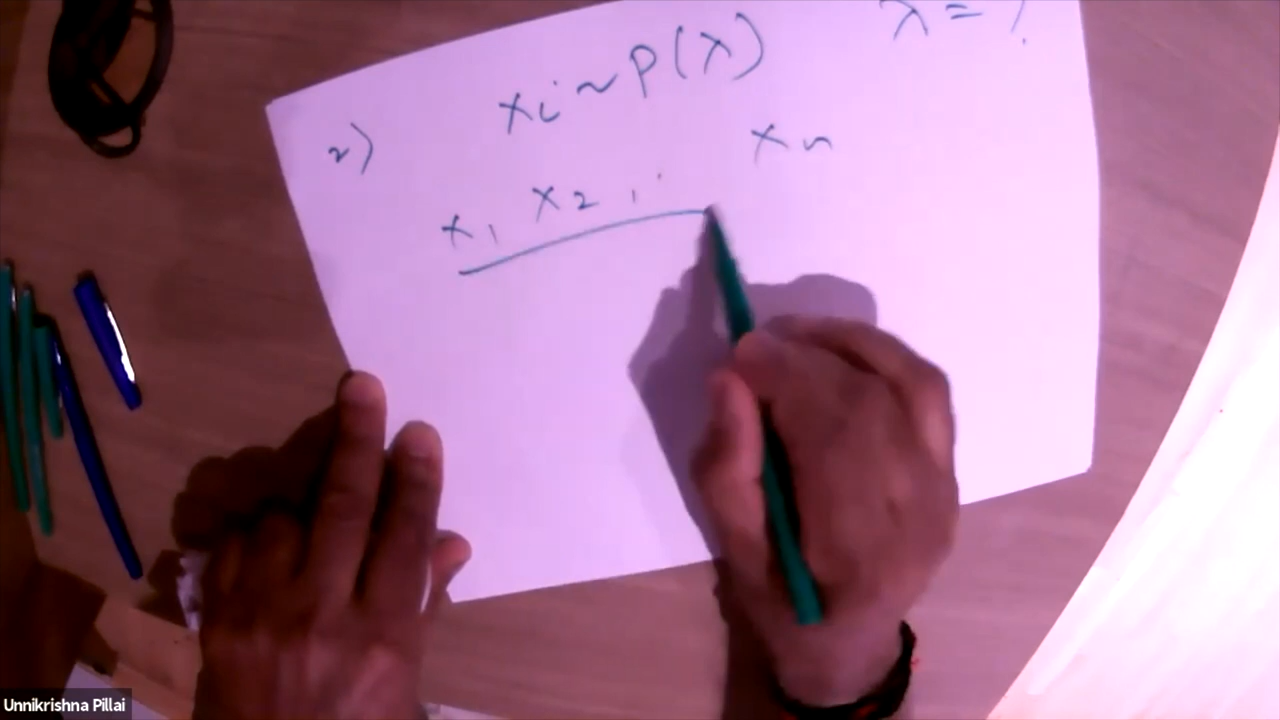 λ = ?
2) xi ~ P(λ)
x1 x2 , . xn
Unnikrishna Pillai